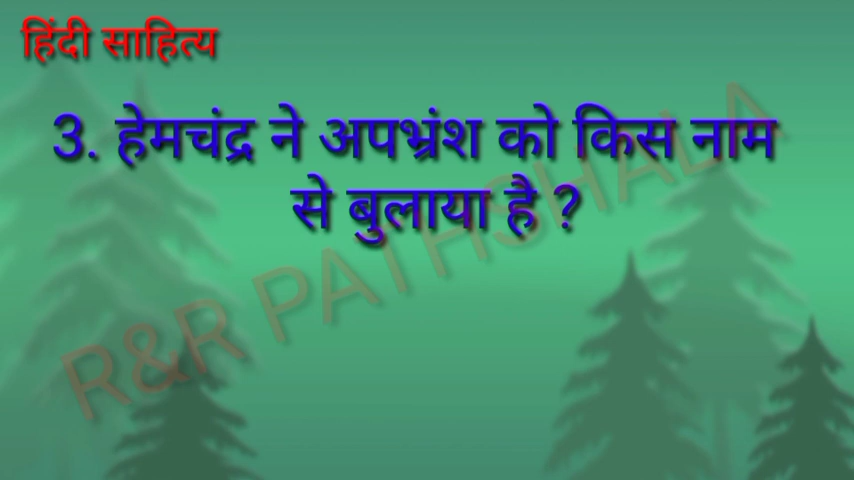 हिंदी साहित्य
3. हेमचंद्र ने अपभ्रंश को किस नाम
से बुलाया है ?
R&R PATHSHALA